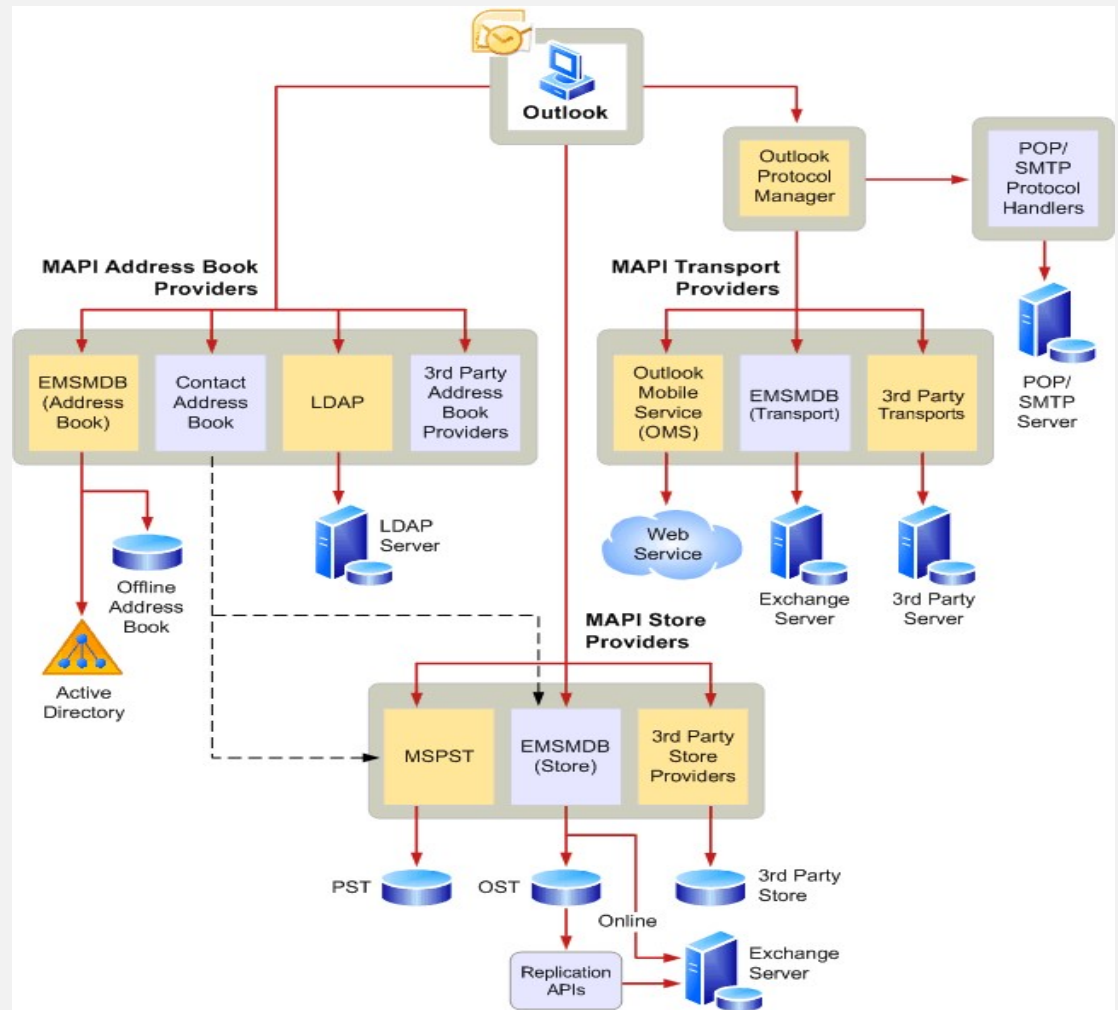 Outlook
Outlook
Protocol
Manager
POP/
SMTP
Protocol
Handlers
MAPI Address Book
Providers
MAPI Transport
Providers
EMSMDB
(Address
Book)
Contact
Address
Book
LDAP
3rd Party
Address
Book
Providers
Outlook
Mobile
Service
(OMS)
EMSMDB
(Transport)
3rd Party
Transports
POP/
SMTP
Server
Offline
Address
Book
LDAP
Server
Web
Service
Exchange
Server
3rd Party
Server
Active
Directory
MAPI Store
Providers
MSPST
EMSMDB
(Store)
3rd Party
Store
Providers
PST
OST
3rd Party
Store
Online
Replication
APIs
Exchange
Server